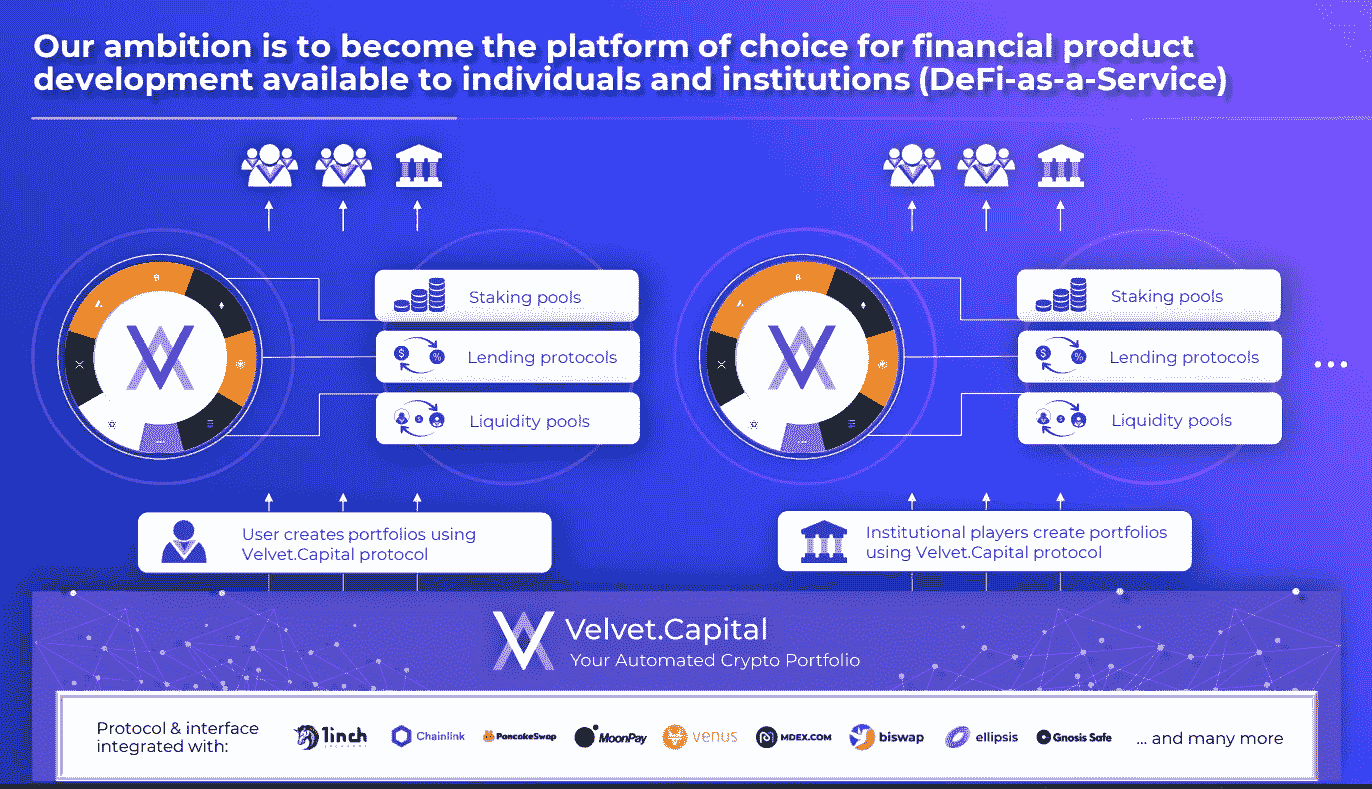 Our ambition is to become the platform of choice for financial product
development available to individuals and institutions (DeFi-as-a-Service)
Staking pools
Lending protocols
Liquidity pools
Staking pools
Lending protocols
Liquidity pools
User creates portfolios using
Velvet.Capital protocol
Institutional players create portfolios
using Velvet.Capital protocol
Velvet.Capital
Your Automated Crypto Portfolio
Protocol & interface
integrated with:
1inch
Chainlink
PancakeSwap
MoonPay
venus
MDEX.COM
biswap
ellipsis
Gnosis Safe
... and many more